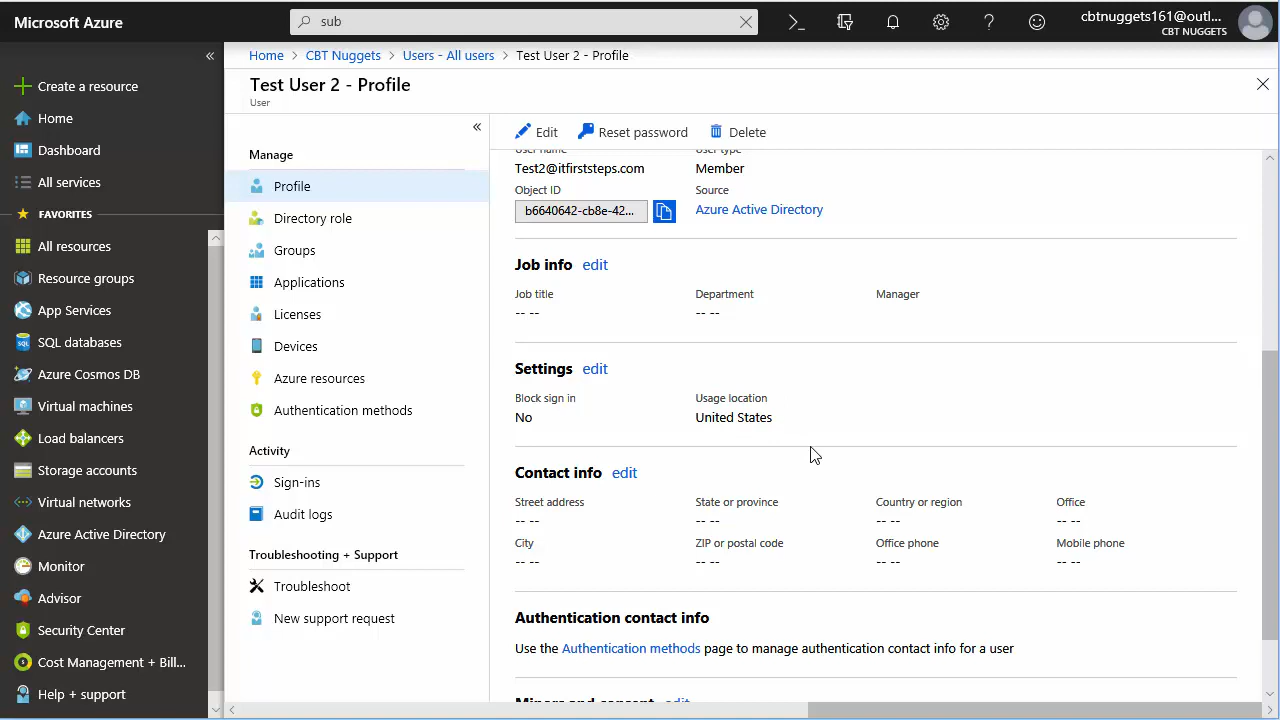 Microsoft Azure
sub
cbtnuggets161@outl...
CBT NUGGETS
Create a resource
Home
Dashboard
All services
FAVORITES
All resources
Resource groups
App Services
SQL databases
Azure Cosmos DB
Virtual machines
Load balancers
Storage accounts
Virtual networks
Azure Active Directory
Monitor
Advisor
Security Center
Cost Management + Bill...
Help + support
Home > CBT Nuggets > Users - All users > Test User 2 - Profile
Test User 2 - Profile
User
Manage
Profile
Directory role
Groups
Applications
Licenses
Devices
Azure resources
Authentication methods
Activity
Sign-ins
Audit logs
Troubleshooting + Support
Troubleshoot
New support request
Edit Reset password Delete
User name User type
Test2@itfirststeps.com Member
Object ID Source
b6640642-cb8e-42... Azure Active Directory
Job info edit
Job title Department Manager
-- -- -- --
Settings edit
Block sign in Usage location
No United States
Contact info edit
Street address State or province Country or region Office
-- -- -- -- -- -- -- --
City ZIP or postal code Office phone Mobile phone
-- -- -- -- -- -- -- --
Authentication contact info
Use the Authentication methods page to manage authentication contact info for a user
Minors and consent edit